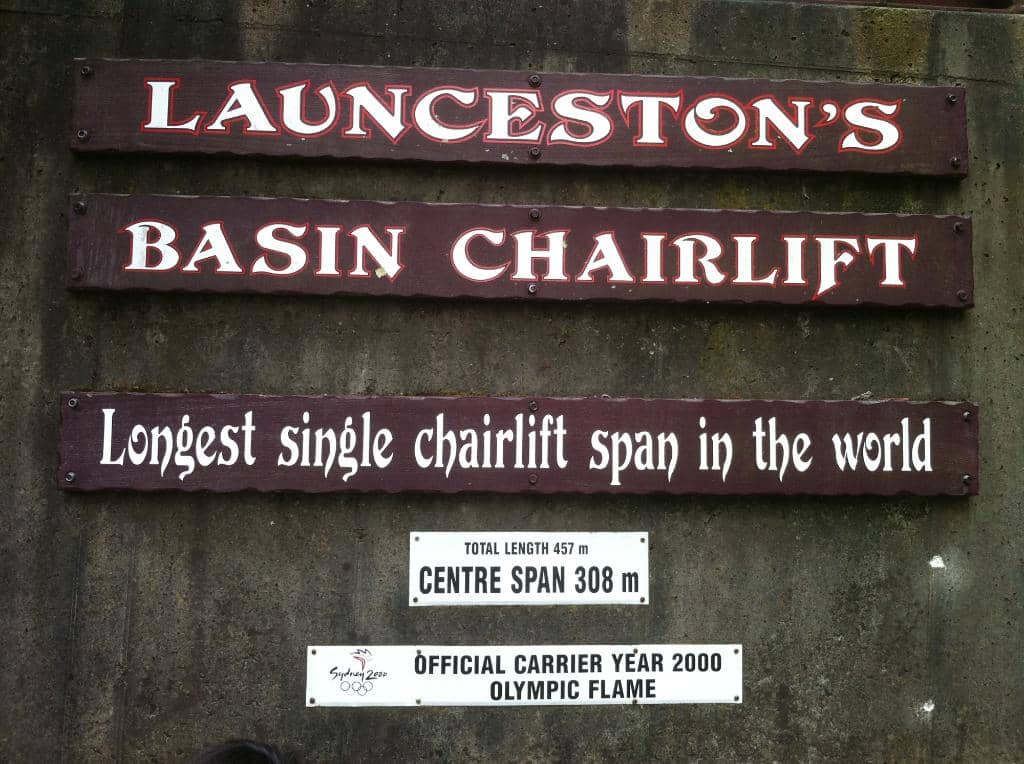 LAUNCESTON'S
BASIN CHAIRLIFT
Longest single chairlift span in the world
TOTAL LENGTH 457 m
CENTRE SPAN 308 m
Sydney 2000
OFFICIAL CARRIER YEAR 2000
OLYMPIC FLAME